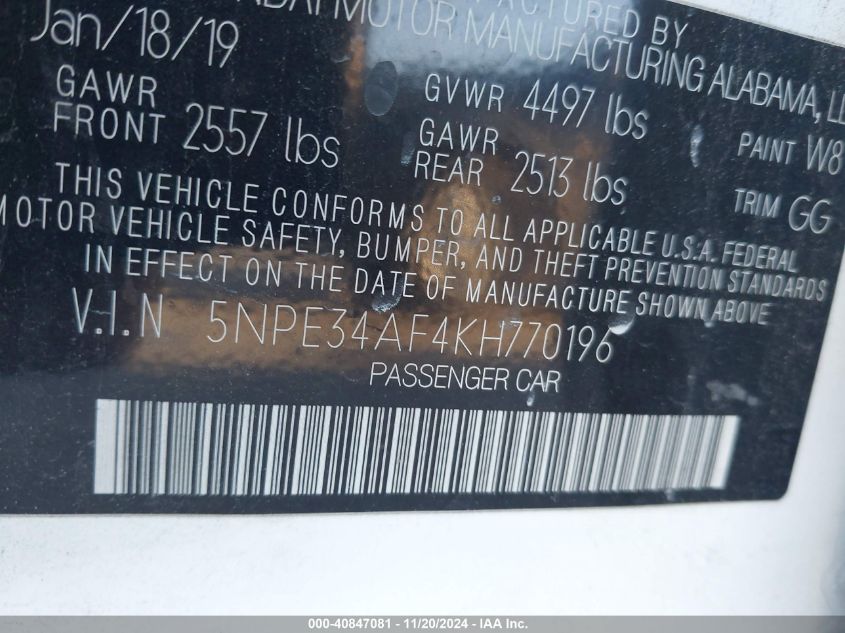 MANUFACTURED BY
MOTOR MANUFACTURING ALABAMA,
Jan/18/19
GAWR FRONT 2557 lbs
GVWR 4497 lbs
GAWR REAR 2513 lbs
PAINT W8
TRIM GG
THIS VEHICLE CONFORMS TO ALL APPLICABLE U.S.A. FEDERAL
MOTOR VEHICLE SAFETY, BUMPER, AND THEFT PREVENTION STANDARDS
IN EFFECT ON THE DATE OF MANUFACTURE SHOWN ABOVE
V.I.N 5NPE34AF4KH770196
PASSENGER CAR
000-40847081 - 11/20/2024 - IAA Inc.